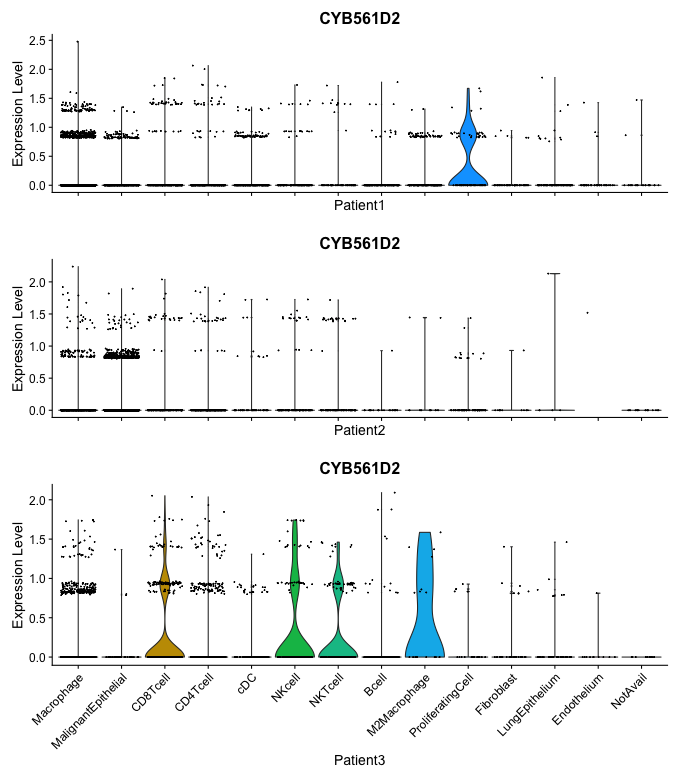 CYB561D2
Expression Level
2.5
2.0
1.5
1.0
0.5
0.0
Patient1
CYB561D2
Expression Level
2.0
1.5
1.0
0.5
0.0
Patient2
CYB561D2
Expression Level
2.0
1.5
1.0
0.5
0.0
Macrophage
MalignantEpithelial
CD8Tcell
CD4Tcell
cDC
NKcell
NKTcell
Bcell
M2Macrophage
ProliferatingCell
Fibroblast
LungEpithelium
Endothelium
NotAvail
Patient3